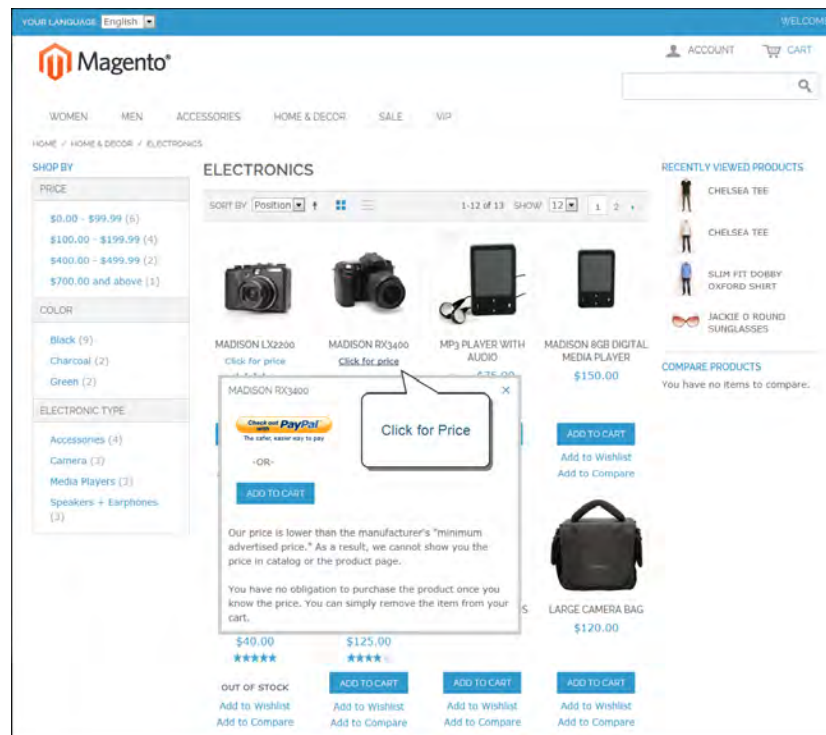 YOUR LANGUAGE: English
WELCOME
Magento®
ACCOUNT
CART
WOMEN MEN ACCESSORIES HOME & DECOR SALE VIP
HOME / HOME & DECOR / ELECTRONICS
SHOP BY
PRICE
$0.00 - $99.99 (6)
$100.00 - $199.99 (4)
$400.00 - $499.99 (2)
$700.00 and above (1)
COLOR
Black (9)
Charcoal (2)
Green (2)
ELECTRONIC TYPE
Accessories (4)
Camera (3)
Media Players (3)
Speakers + Earphones
(3)
ELECTRONICS
SORT BY Position
1-12 of 13 SHOW 12 1 2
MADISON LX2200
Click for price
MADISON RX3400
Click for price
MP3 PLAYER WITH
AUDIO
$75.00
MADISON 8GB DIGITAL
MEDIA PLAYER
$150.00
ADD TO CART
Add to Wishlist
Add to Compare
MADISON RX3400
×
Check out with PayPal
The safer, easier way to pay
-OR-
ADD TO CART
Our price is lower than the manufacturer's "minimum
advertised price." As a result, we cannot show you the
price in catalog or the product page.
You have no obligation to purchase the product once you
know the price. You can simply remove the item from your
cart.
Click for Price
S
LARGE CAMERA BAG
$120.00
$40.00
$125.00
OUT OF STOCK
Add to Wishlist
Add to Compare
ADD TO CART
Add to Wishlist
Add to Compare
ADD TO CART
Add to Wishlist
Add to Compare
ADD TO CART
Add to Wishlist
Add to Compare
RECENTLY VIEWED PRODUCTS
CHELSEA TEE
CHELSEA TEE
SLIM FIT DOBBY
OXFORD SHIRT
JACKIE O ROUND
SUNGLASSES
COMPARE PRODUCTS
You have no items to compare.